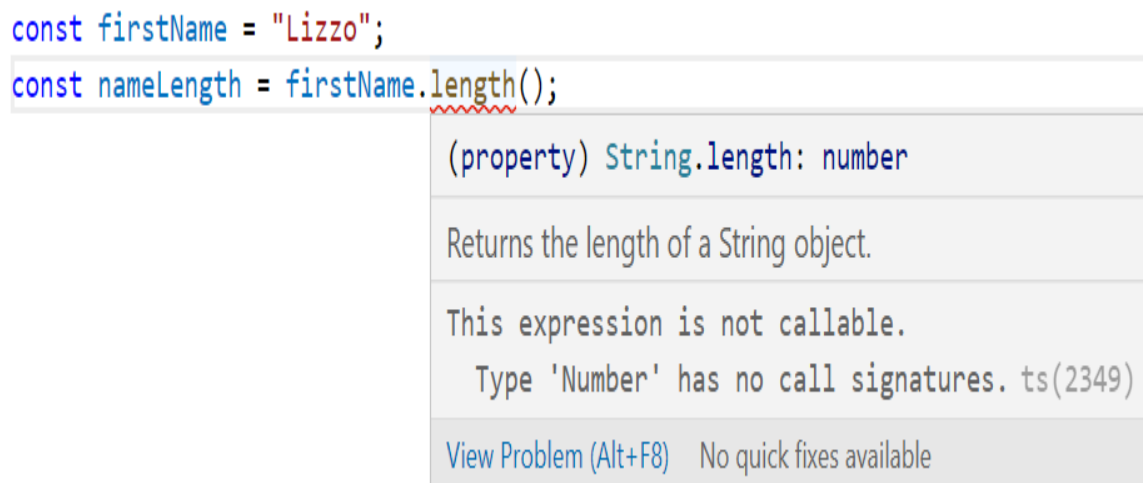 const firstName = "Lizzo";
const nameLength = firstName.length();
(property) String.length: number
Returns the length of a String object.
This expression is not callable.
Type 'Number' has no call signatures. ts(2349)
View Problem (Alt+F8) No quick fixes available